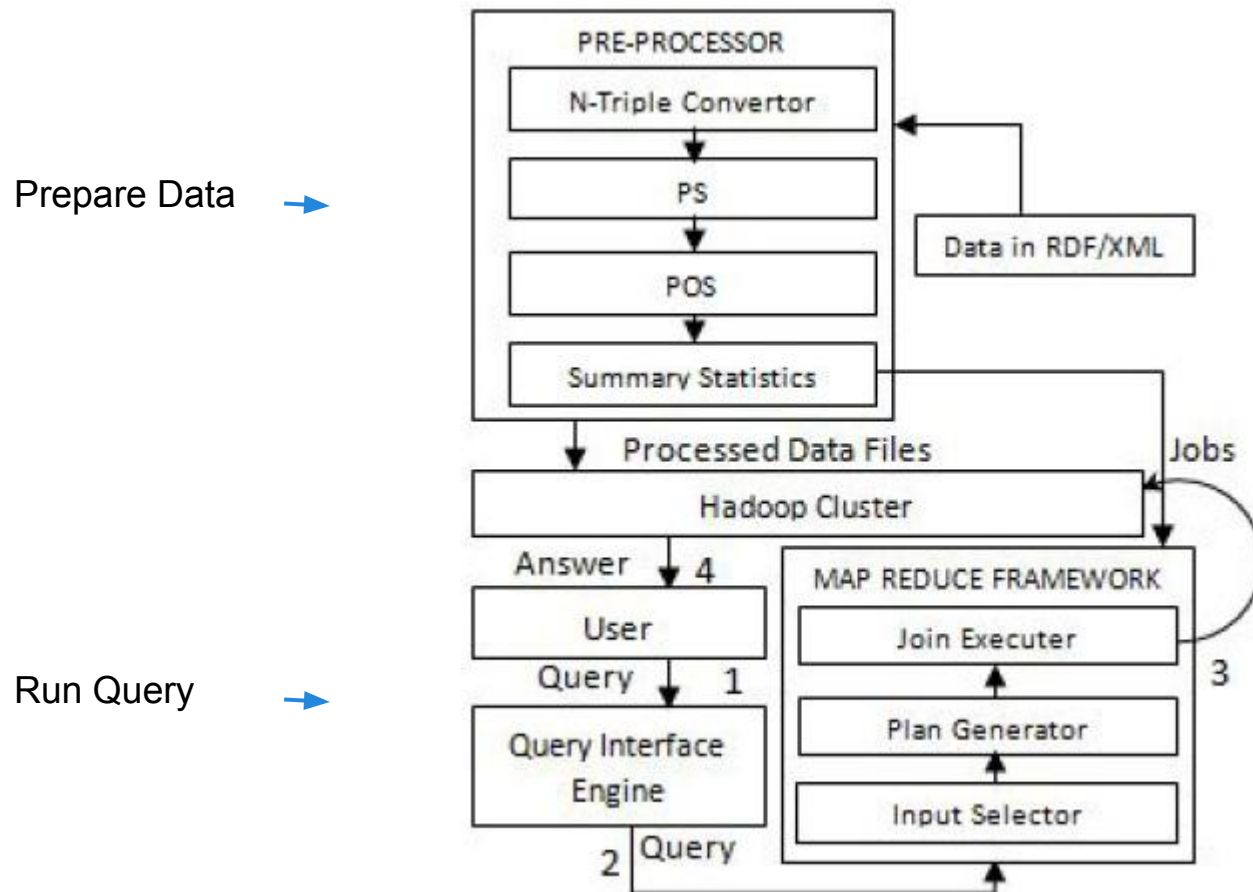 PRE-PROCESSOR
N-Triple Convertor
Prepare Data
PS
POS
Data in RDF/XML
Summary Statistics
Processed Data Files
Jobs
Hadoop Cluster
Answer
4
User
Query
1
Query Interface
Engine
2
Query
MAP REDUCE FRAMEWORK
Join Executer
3
Plan Generator
Input Selector
Run Query